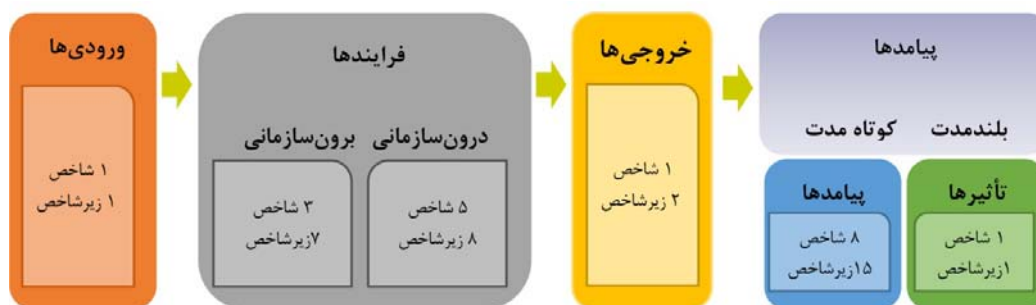 ورودی‌ها
۱ شاخص
۱ زیرشاخص
فرایندها
برون‌سازمانی
۳ شاخص
۷زیرشاخص
درون‌سازمانی
۵ شاخص
۸ زیرشاخص
خروجی‌ها
۱ شاخص
۲ زیرشاخص
پیامدها
کوتاه مدت
پیامدها
۸ شاخص
۱۵زیرشاخص
بلندمدت
تأثیرها
۱ شاخص
۱زیرشاخص